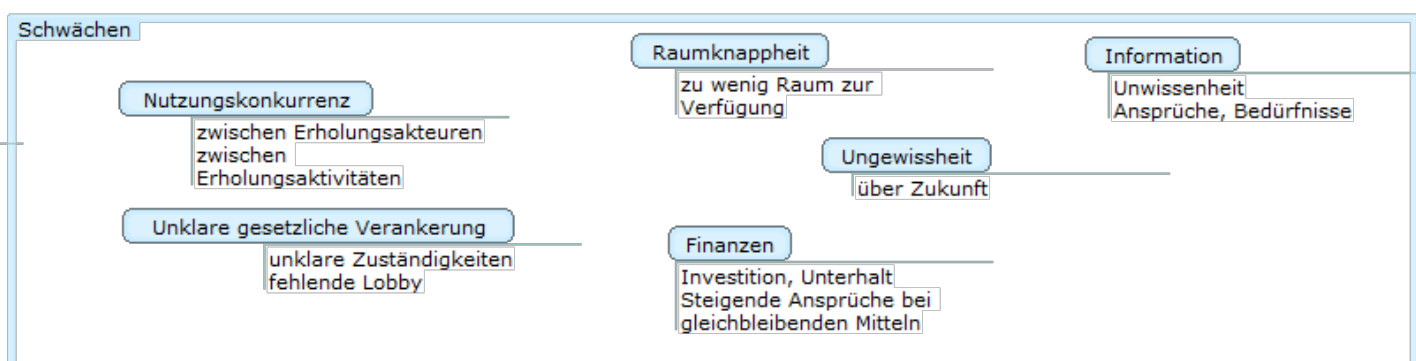 Schwächen
Nutzungskonkurrenz
zwischen Erholungsakteuren
zwischen
Erholungsaktivitäten
Unklare gesetzliche Verankerung
unklare Zuständigkeiten
fehlende Lobby
Raumknappheit
zu wenig Raum zur
Verfügung
Ungewissheit
über Zukunft
Finanzen
Investition, Unterhalt
Steigende Ansprüche bei
gleichbleibenden Mitteln
Information
Unwissenheit
Ansprüche, Bedürfnisse